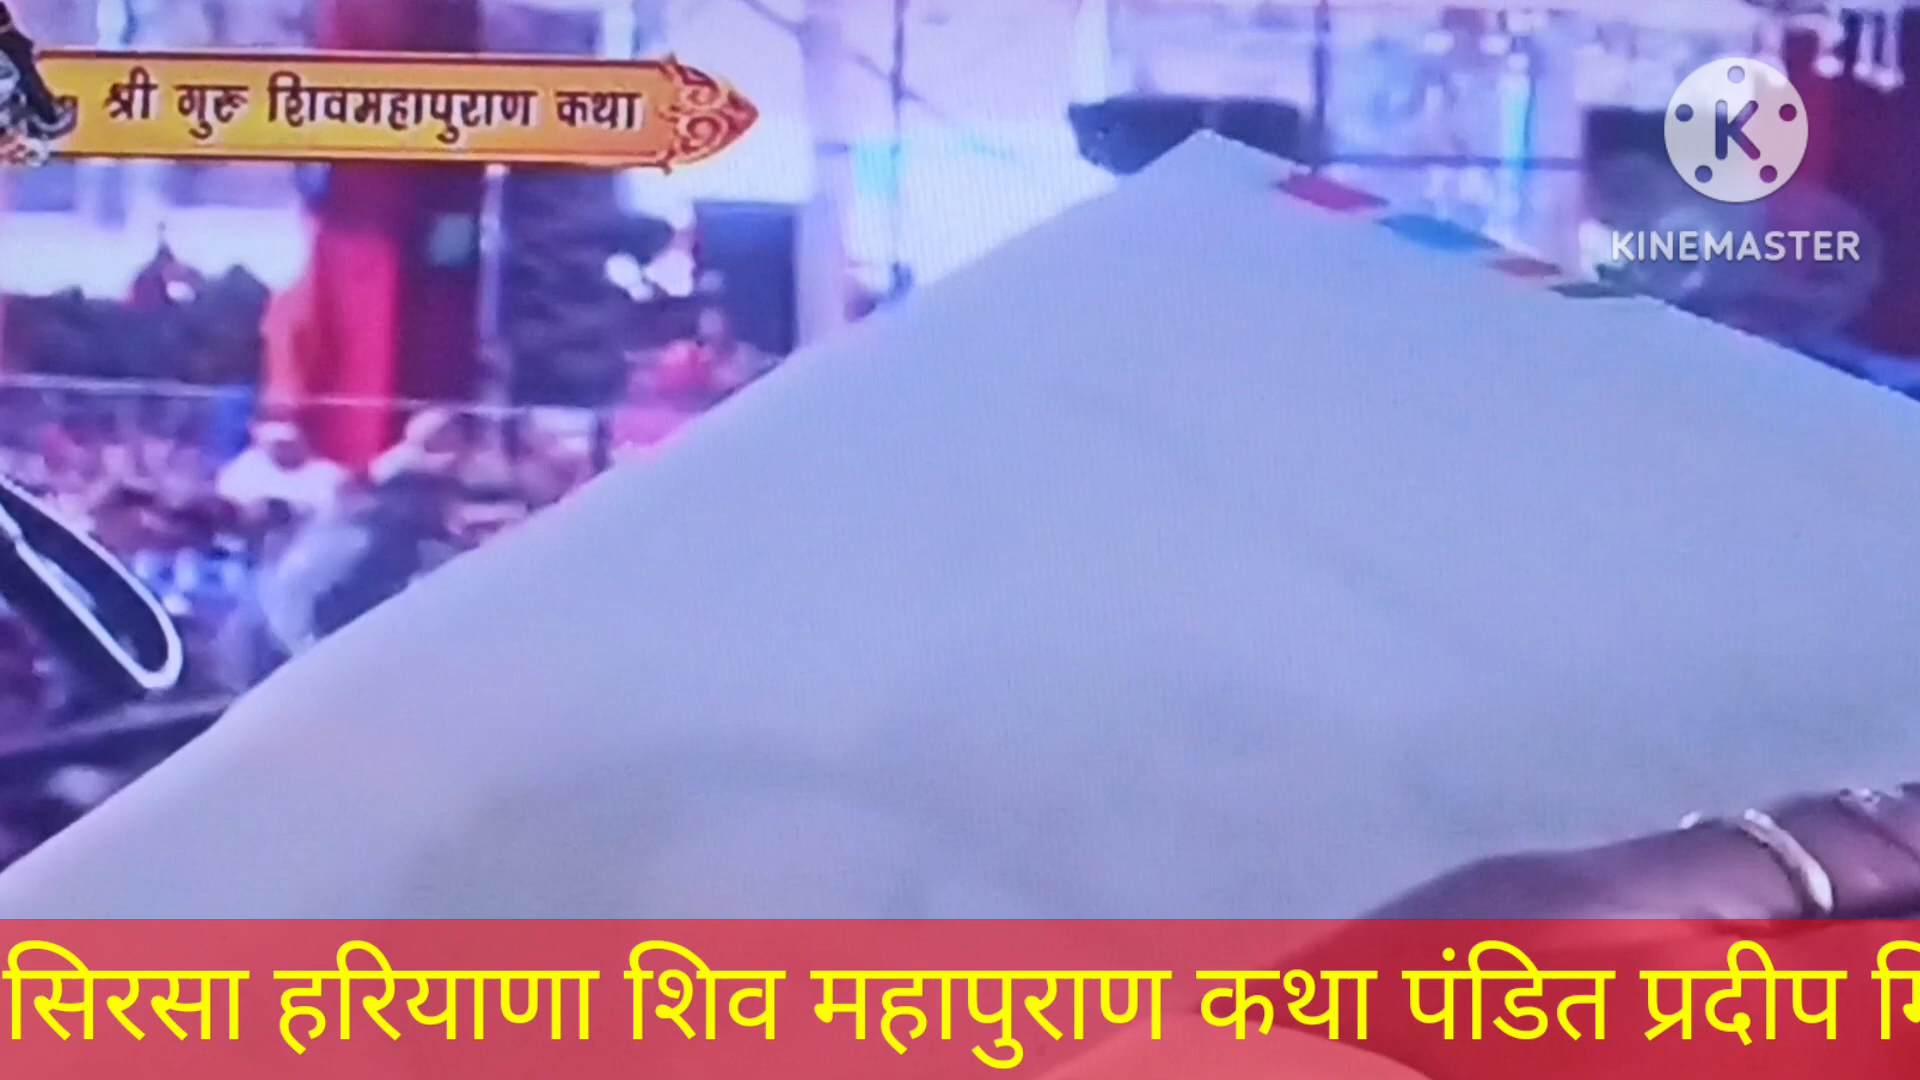 श्री गुरू शिवमहापुराण कथा
K
KINEMASTER
सिरसा हरियाणा शिव महापुराण कथा पंडित प्रदीप